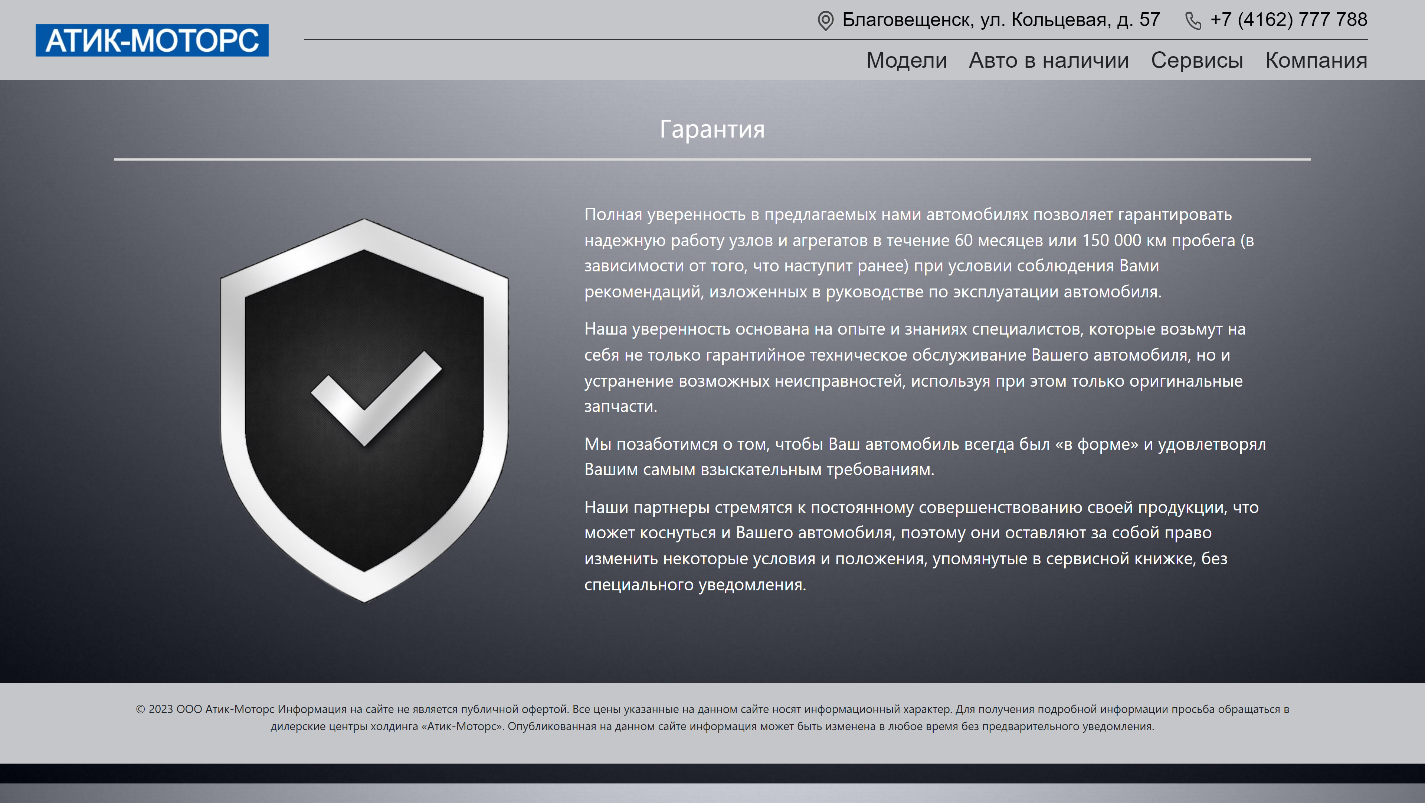 АТИК-МОТОРС
Благовещенск, ул. Кольцевая, д. 57
+7 (4162) 777 788
Модели Авто в наличии Сервисы Компания
Гарантия
Полная уверенность в предлагаемых нами автомобилях позволяет гарантировать
надежную работу узлов и агрегатов в течение 60 месяцев или 150 000 км пробега (в
зависимости от того, что наступит ранее) при условии соблюдения Вами
рекомендаций, изложенных в руководстве по эксплуатации автомобиля.
Наша уверенность основана на опыте и знаниях специалистов, которые возьмут на
себя не только гарантийное техническое обслуживание Вашего автомобиля, но и
устранение возможных неисправностей, используя при этом только оригинальные
запчасти.
Мы позаботимся о том, чтобы Ваш автомобиль всегда был «в форме» и удовлетворял
Вашим самым взыскательным требованиям.
Наши партнеры стремятся к постоянному совершенствованию своей продукции, что
может коснуться и Вашего автомобиля, поэтому они оставляют за собой право
изменить некоторые условия и положения, упомянутые в сервисной книжке, без
специального уведомления.
© 2023 ООО Атик-Моторс Информация на сайте не является публичной офертой. Все цены указанные на данном сайте носят информационный характер. Для получения подробной информации просьба обращаться в
дилерские центры холдинга «Атик-Моторс». Опубликованная на данном сайте информация может быть изменена в любое время без предварительного уведомления.